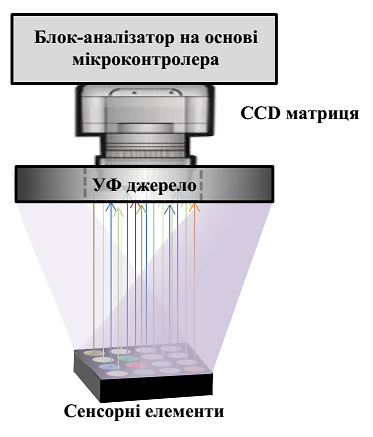 Блок-аналізатор на основі
мікроконтролера
CCD матриця
УФ джерело
Сенсорні елементи